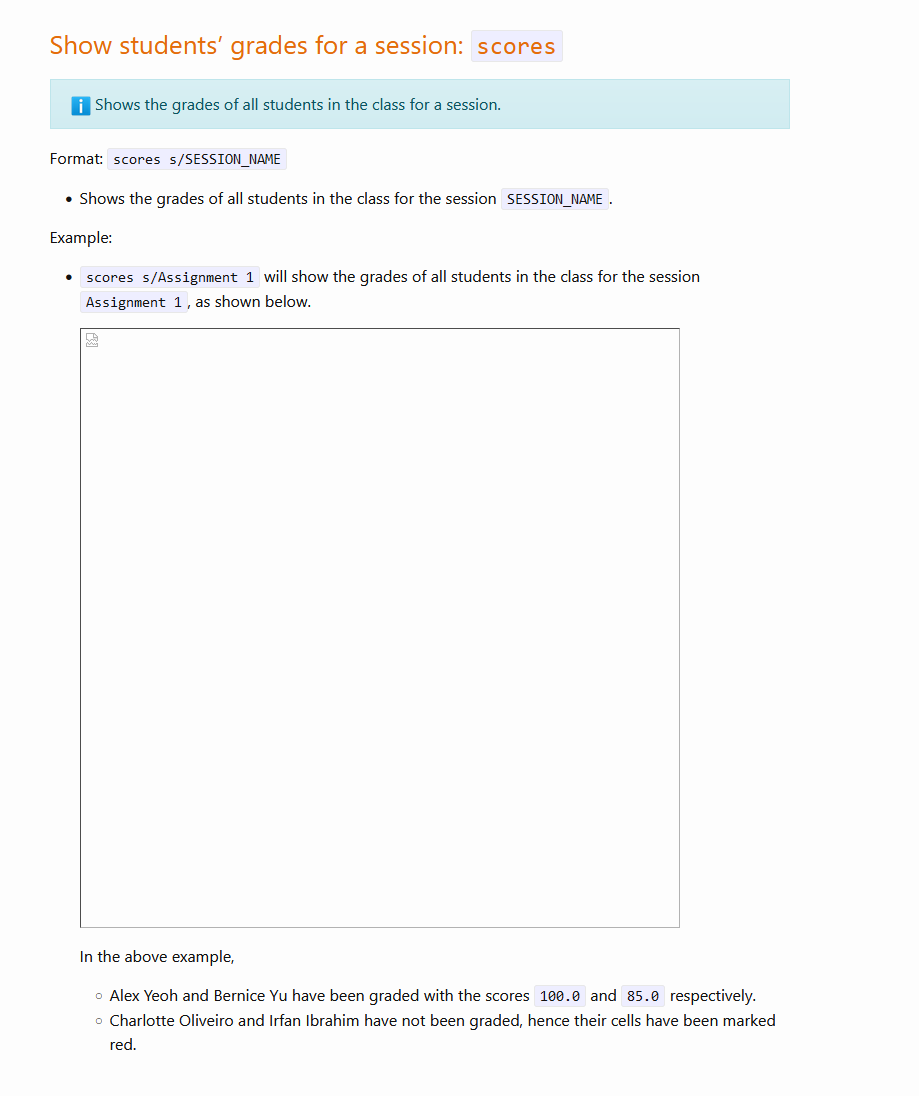 Show students’ grades for a session: scores
Shows the grades of all students in the class for a session.
Format: scores s/SESSION_NAME
• Shows the grades of all students in the class for the session SESSION_NAME.
Example:
• scores s/Assignment 1 will show the grades of all students in the class for the session
Assignment 1, as shown below.
In the above example,
○ Alex Yeoh and Bernice Yu have been graded with the scores 100.0 and 85.0 respectively.
○ Charlotte Oliveiro and Irfan Ibrahim have not been graded, hence their cells have been marked
red.